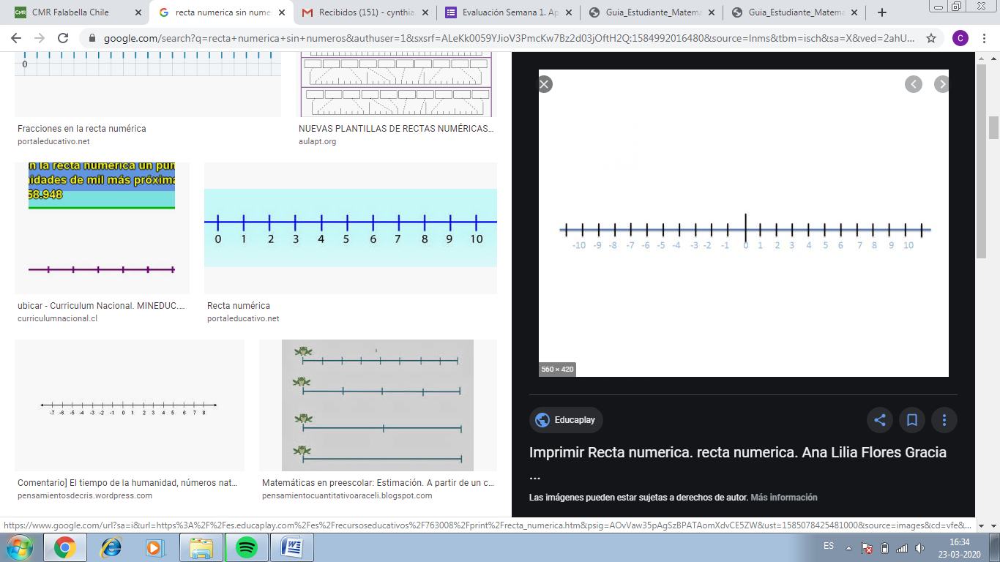 CMR Falabella Chile
recta numerica sin nume
Recibidos (151) - cynthia
Evaluación Semana 1. Ap
Guia_Estudiante_Matema
Guia_Estudiante_Matema
google.com/search?q=recta+numerica+sin+numeros&authuser=1&sxsrf=ALeKk0059YJioV3PmcKw7Bz2d03jOftH2Q:1584992016480&source=lnms&tbm=isch&sa=X&ved=2ahU...
C
0
Fracciones en la recta numérica
portaleducativo.net
NUEVAS PLANTILLAS DE RECTAS NUMÉRICAS...
aulapt.org
n la recta numérica un pun
idades de mil más próxima
58.948
0 1 2 3 4 5 6 7 8 9 10
ubicar - Curriculum Nacional. MINEDUC....
curriculumnacional.cl
Recta numérica
portaleducativo.net
-7 -6 -5 -4 -3 -2 -1 0 1 2 3 4 5 6 7 8
Comentario] El tiempo de la humanidad, números nat...
pensamientosdecris.wordpress.com
Matemáticas en preescolar: Estimación. A partir de un c...
pensamientocuantitativoaraceli.blogspot.com
-10 -9 -8 -7 -6 -5 -4 -3 -2 -1 0 1 2 3 4 5 6 7 8 9 10
560 × 420
Educaplay
Imprimir Recta numerica. recta numerica. Ana Lilia Flores Gracia
...
Las imágenes pueden estar sujetas a derechos de autor. Más información
https://www.google.com/url?sa=i&url=https%3A%2F%2Fes.educaplay.com%2Fes%2Frecursoseducativos%2F763008%2Fprint%2Frecta_numerica.htm&psig=AOvVaw35pAgSzBPATAomXdvCE5ZW&ust=1585078425481000&source=images&cd=vfe&...
ES
16:34
23-03-2020